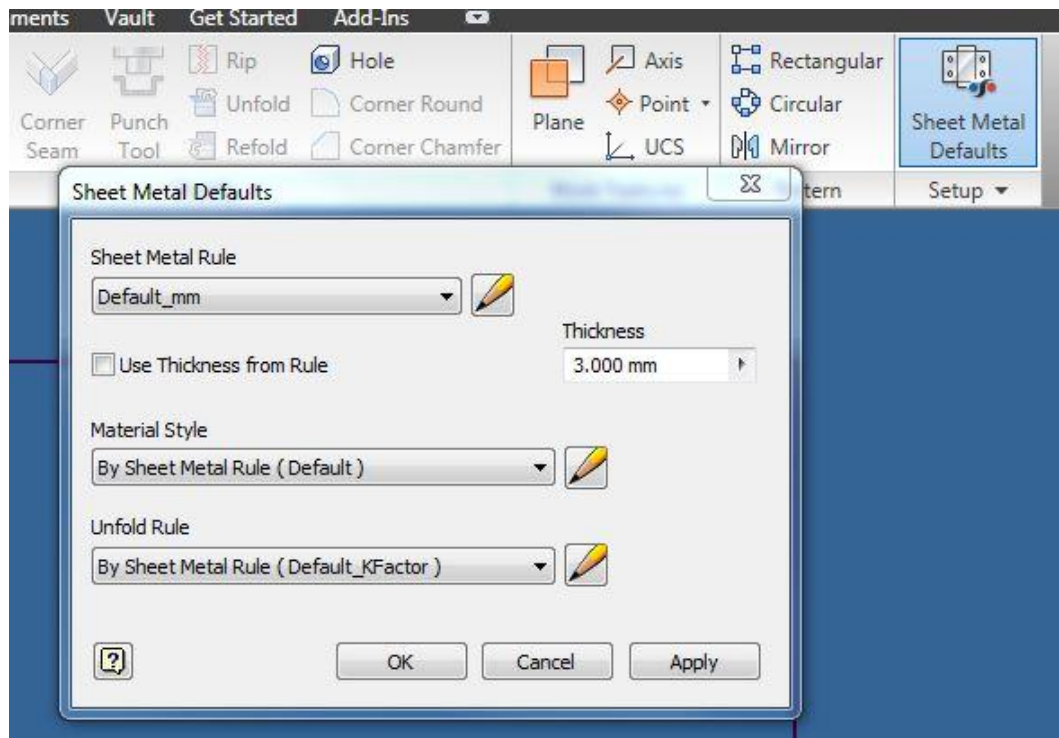 ments Vault Get Started Add-Ins
Rip Hole Axis Rectangular
Unfold Corner Round Point Circular
Corner Seam Punch Tool Refold Corner Chamfer Plane UCS Mirror Sheet Metal Defaults
tern Setup
Sheet Metal Defaults
Sheet Metal Rule
Default_mm
Thickness
Use Thickness from Rule 3.000 mm
Material Style
By Sheet Metal Rule ( Default )
Unfold Rule
By Sheet Metal Rule ( Default_KFactor )
OK Cancel Apply